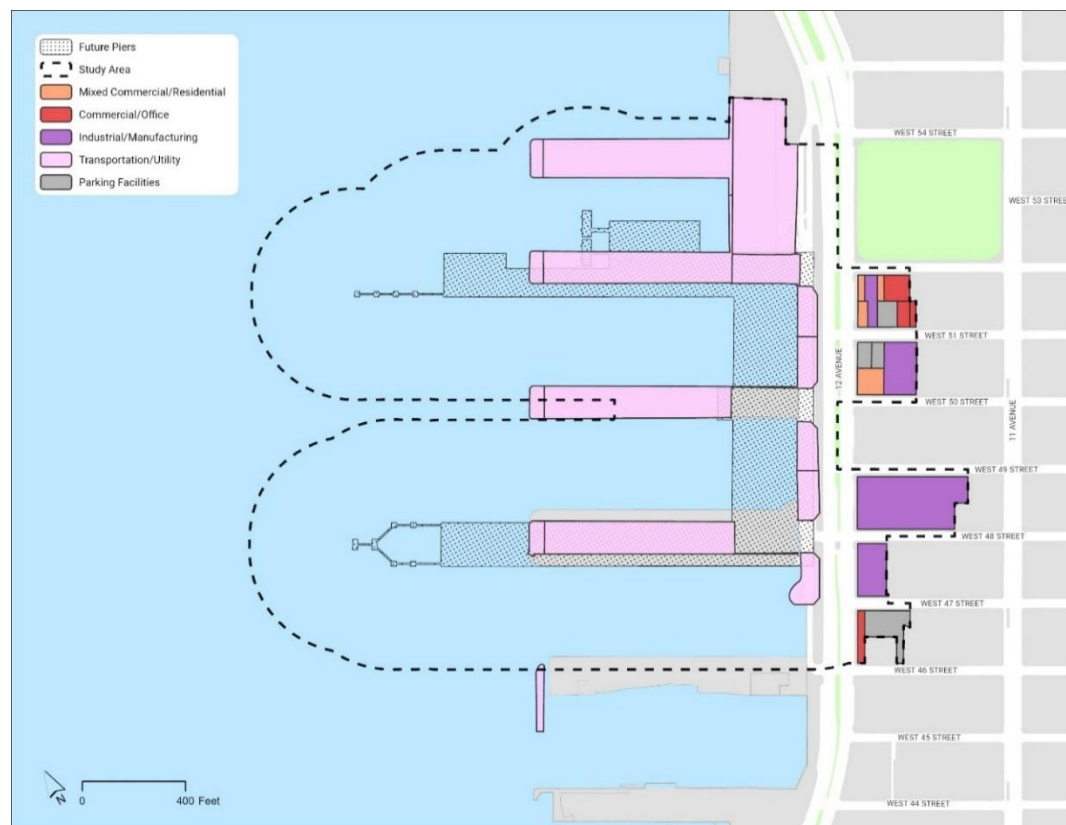 Future Piers
Study Area
Mixed Commercial/Residential
Commercial/Office
Industrial/Manufacturing
Transportation/Utility
Parking Facilities
WEST 54 STREET
WEST 53 STREET
WEST 51 STREET
12 AVENUE
11 AVENUE
WEST 50 STREET
WEST 49 STREET
WEST 48 STREET
WEST 47 STREET
WEST 46 STREET
WEST 45 STREET
WEST 44 STREET
N
0 400 Feet